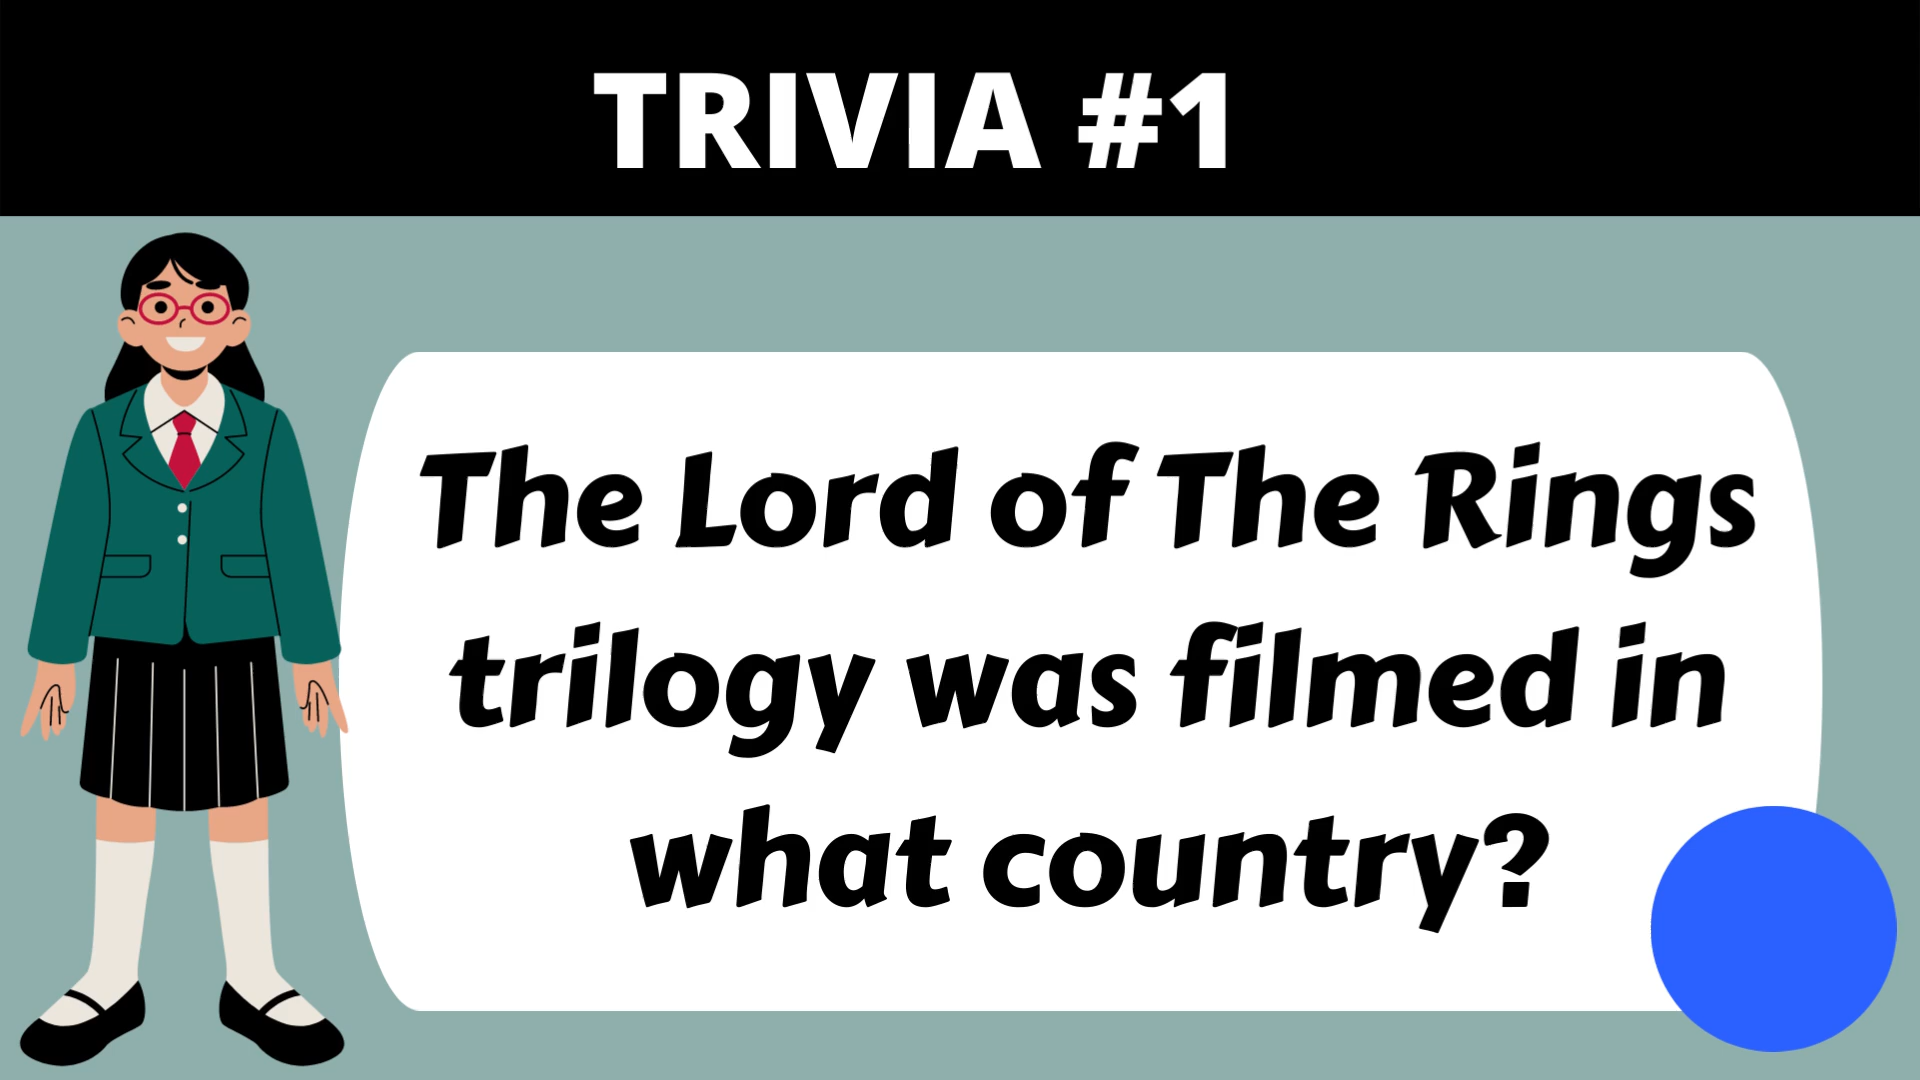 TRIVIA #1
The Lord of The Rings
trilogy was filmed in
what country?